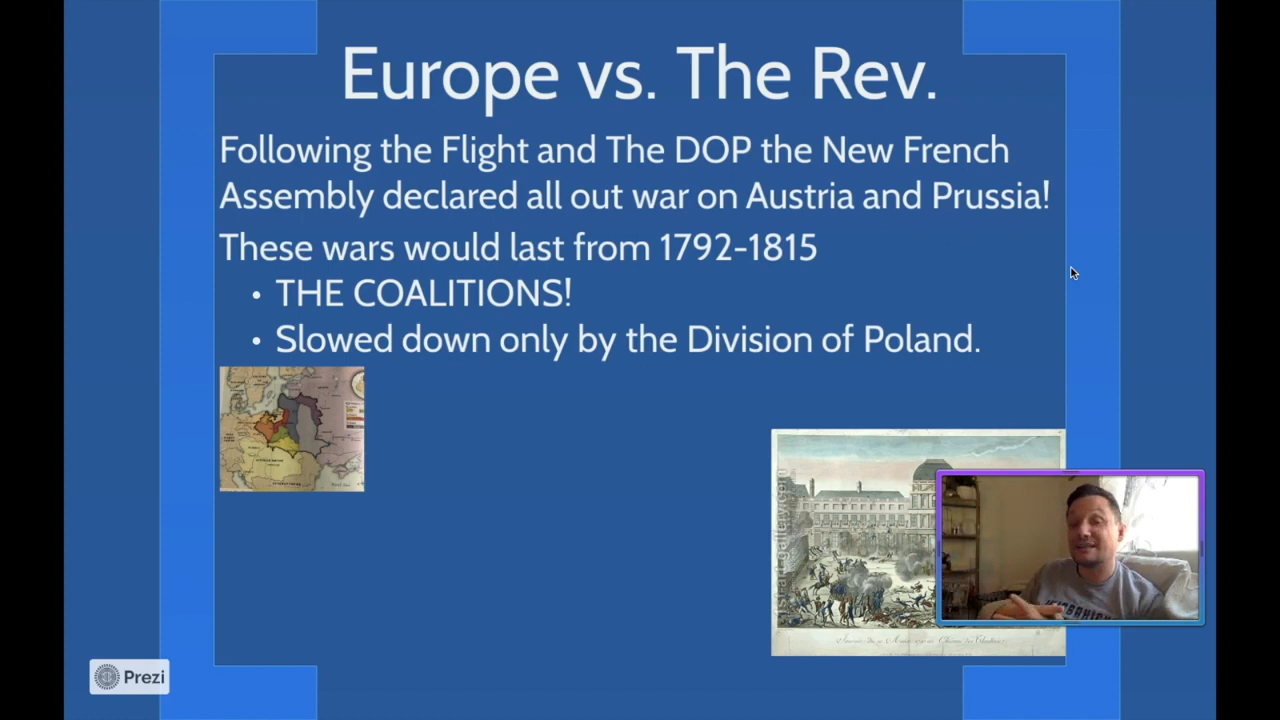 Europe vs. The Rev.
Following the Flight and The DOP the New French
Assembly declared all out war on Austria and Prussia!
These wars would last from 1792-1815
• THE COALITIONS!
• Slowed down only by the Division of Poland.
Prezi